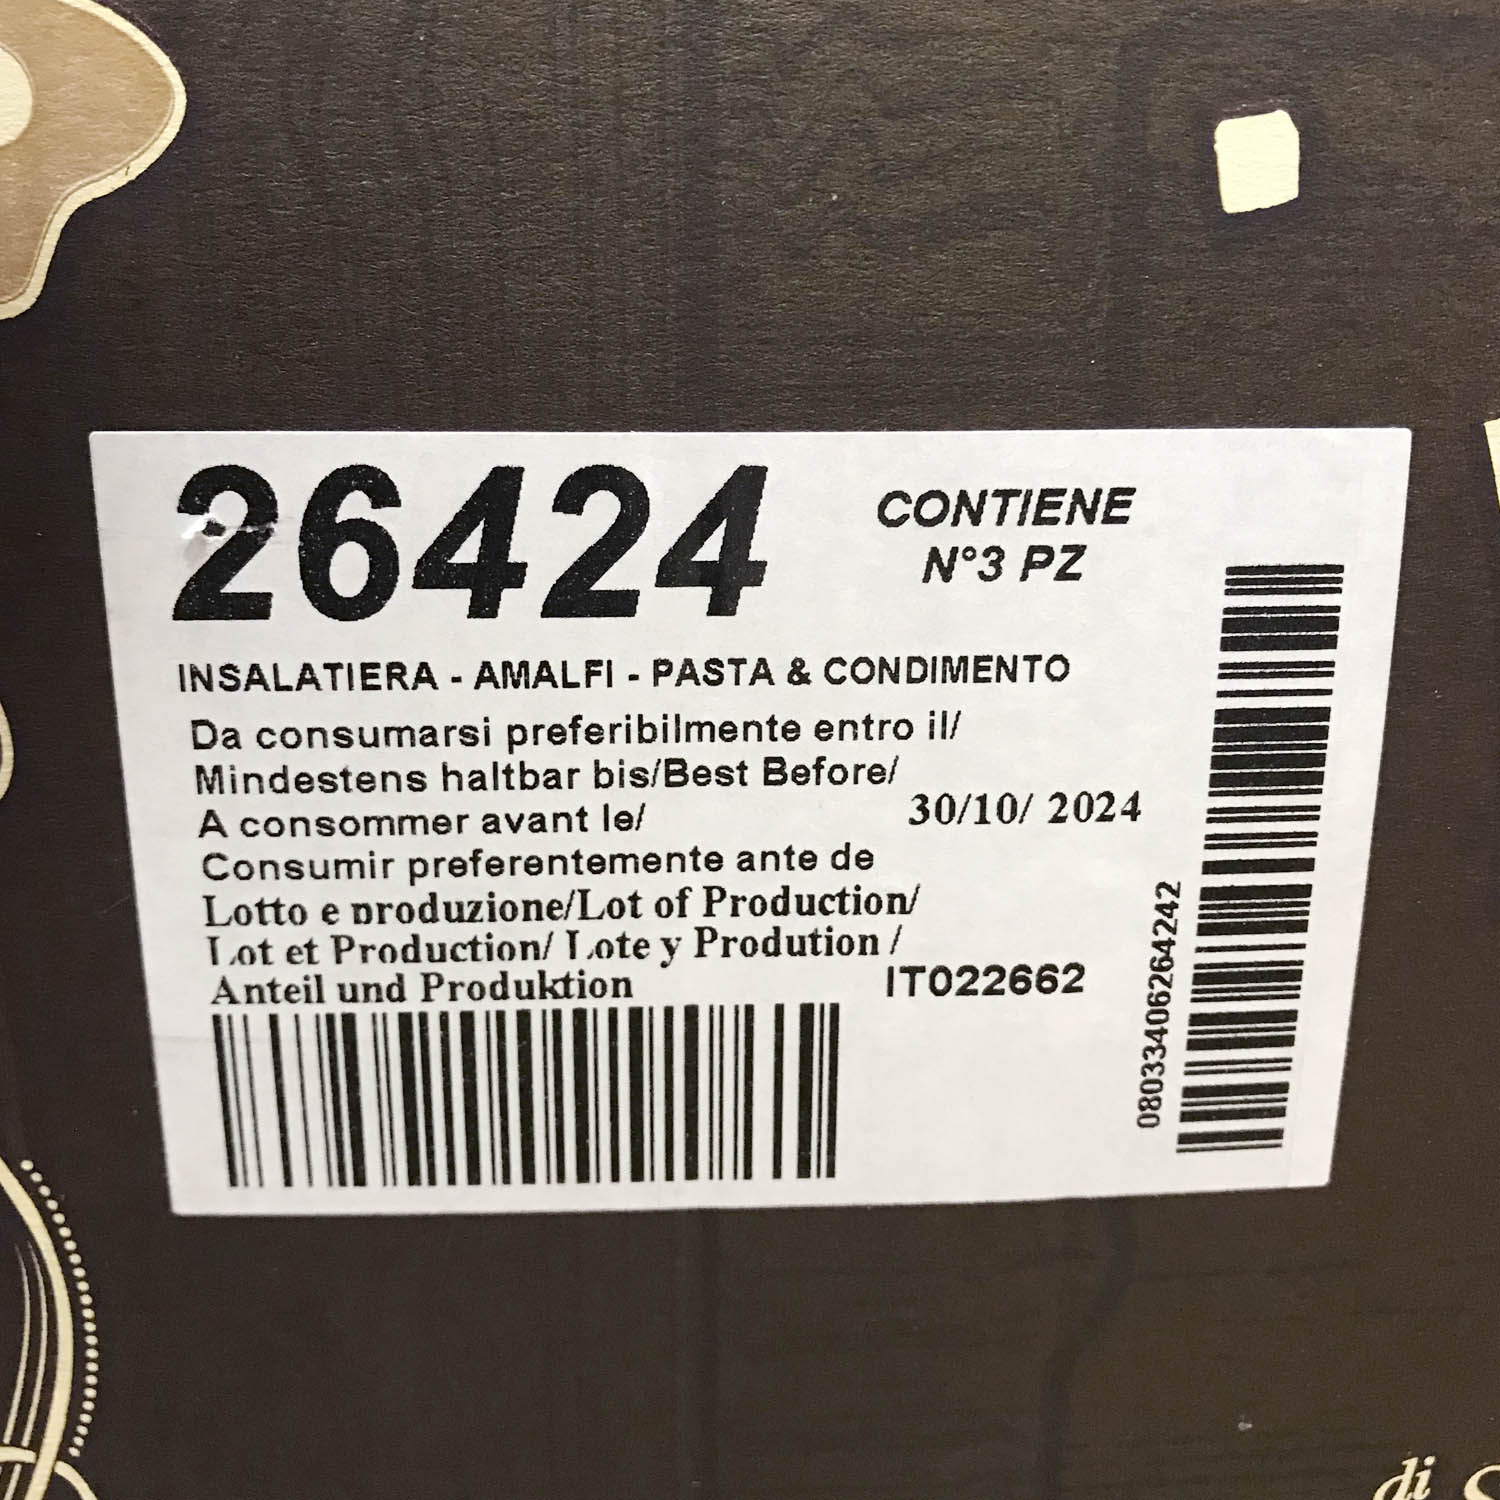 26424
CONTIENE
N°3 PZ
INSALATIERA - AMALFI - PASTA & CONDIMENTO
Da consumarsi preferibilmente entro il/
Mindestens haltbar bis/Best Before/
A consommer avant le/
30/10/ 2024
Consumir preferentemente ante de
Lotto e produzione/Lot of Production/
Lot et Production/ Lote y Prodution /
Anteil und Produktion
IT022662
08033406264242
di